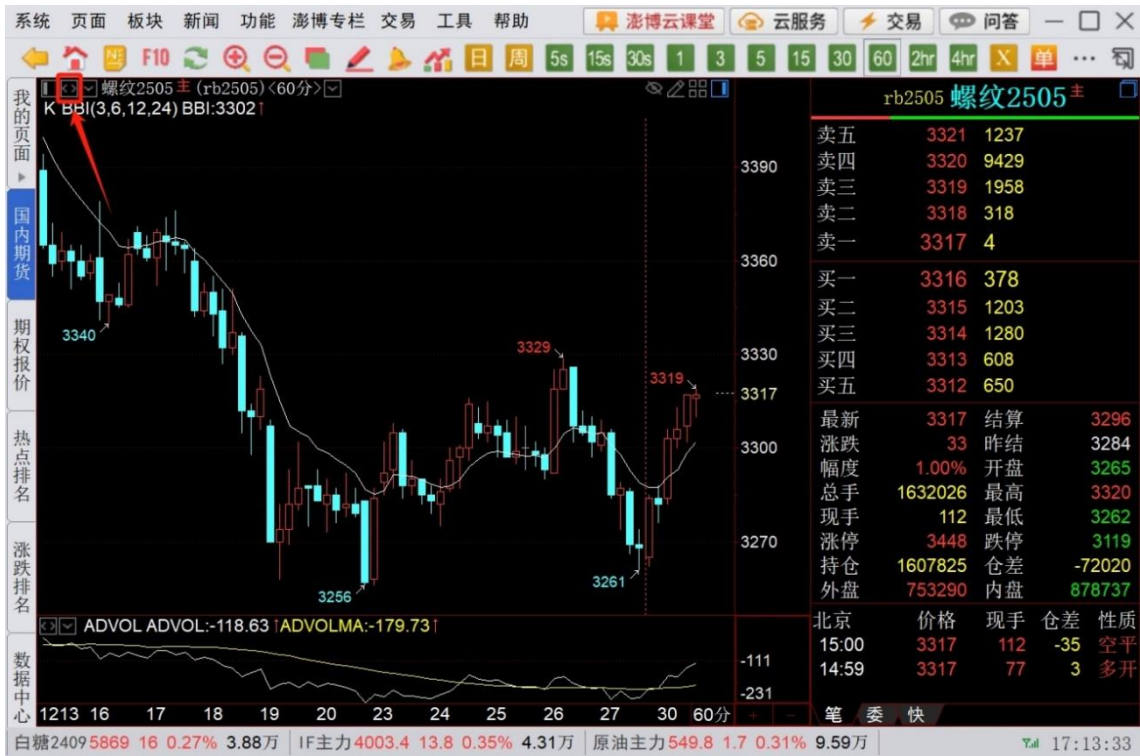 系统 页面 板块 新闻 功能 澎博专栏 交易 工具 帮助 澎博云课堂 云服务 交易 问答
F10 日 周 5s 15s 30s 1 3 5 15 30 60 2hr 4hr X 单 ...
我的页面
国内期货
期权报价
热点排名
涨跌排名
数据中心
螺纹2505主 (rb2505)<60分>
K BBI(3,6,12,24) BBI:3302↑
3390
3360
3330
3317
3300
3270
3340
3329
3319
3256
3261
ADVOL ADVOL:-118.63↑ADVOLMA:-179.73↑
-111
-231
1213 16 17 18 19 20 23 24 25 26 27 30 60分 + -
rb2505 螺纹2505主
卖五 3321 1237
卖四 3320 9429
卖三 3319 1958
卖二 3318 318
卖一 3317 4
买一 3316 378
买二 3315 1203
买三 3314 1280
买四 3313 608
买五 3312 650
最新 3317 结算 3296
涨跌 33 昨结 3284
幅度 1.00% 开盘 3265
总手 1632026 最高 3320
现手 112 最低 3262
涨停 3448 跌停 3119
持仓 1607825 仓差 -72020
外盘 753290 内盘 878737
北京 价格 现手 仓差 性质
15:00 3317 112 -35 空平
14:59 3317 77 3 多开
笔 委 快
白糖2409 5869 16 0.27% 3.88万 IF主力 4003.4 13.8 0.35% 4.31万 原油主力 549.8 1.7 0.31% 9.59万 17:13:33